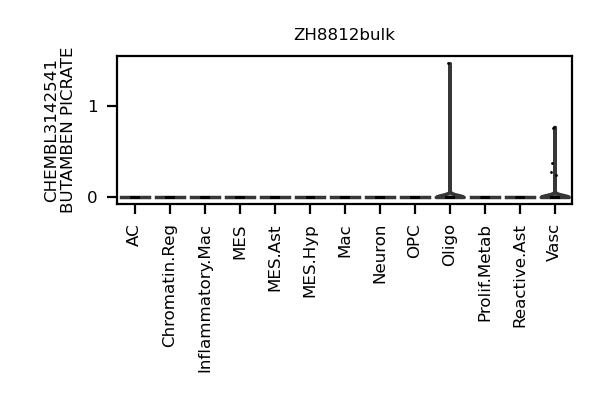 ZH8812bulk
CHEMBL3142541
BUTAMBEN PICRATE
1
0
AC
Chromatin.Reg
Inflammatory.Mac
MES
MES.Ast
MES.Hyp
Mac
Neuron
OPC
Oligo
Prolif.Metab
Reactive.Ast
Vasc